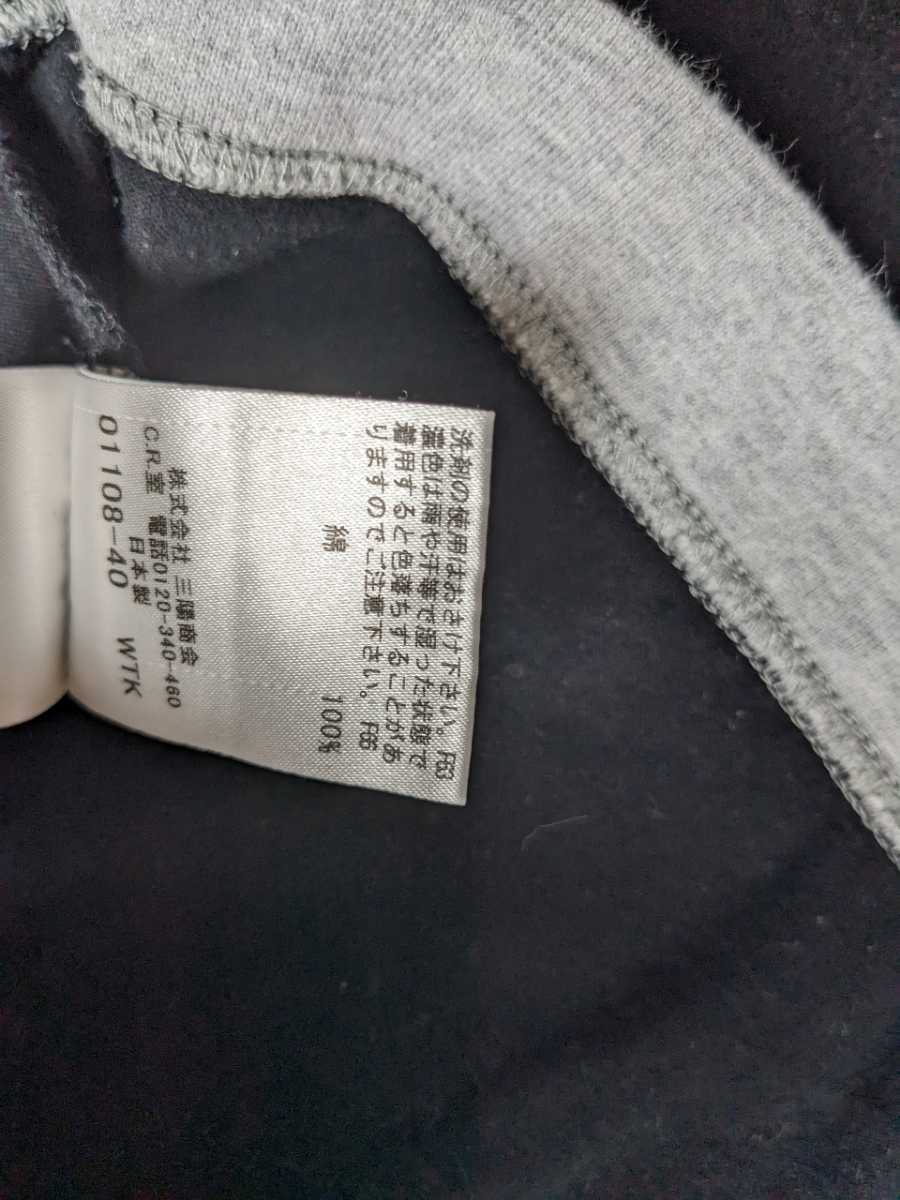 洗剤の使用はおさけ下さい。F63
濃色は雨や汗等で湿った状態で
着用すると色落ちすることがあ
りますのでご注意下さい。F86
綿 100%
株式会社 三陽商会
C.R.室 電話0120-340-460
日本製
01108-40 WTK